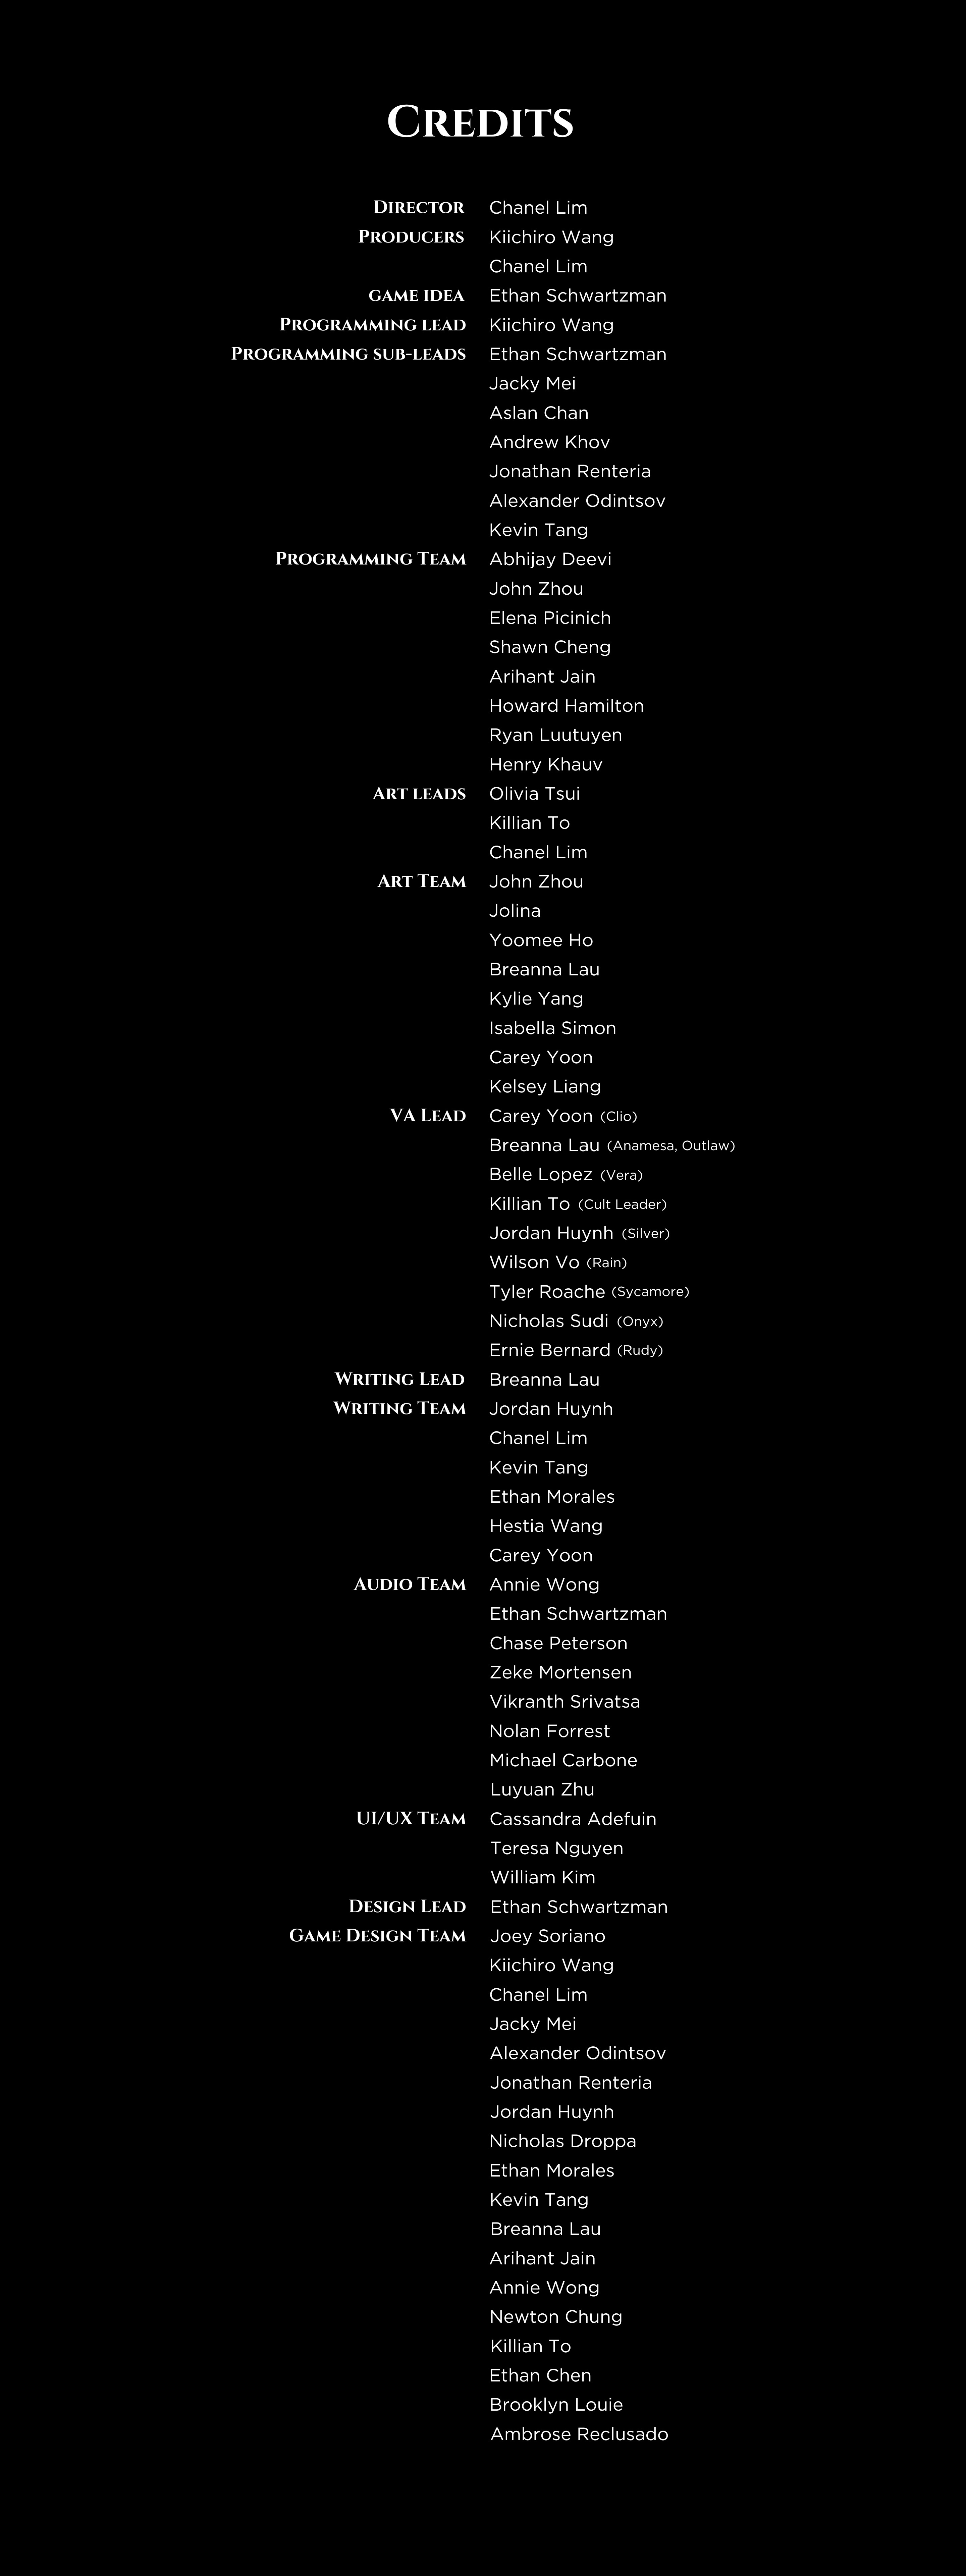 Credits
Director Chanel Lim
Producers Kiichiro Wang
Chanel Lim
game idea Ethan Schwartzman
Programming lead Kiichiro Wang
Programming sub-leads Ethan Schwartzman
Jacky Mei
Aslan Chan
Andrew Khov
Jonathan Renteria
Alexander Odintsov
Kevin Tang
Programming Team Abhijay Deevi
John Zhou
Elena Picinich
Shawn Cheng
Arihant Jain
Howard Hamilton
Ryan Luutuyen
Henry Khauv
Art leads Olivia Tsui
Killian To
Chanel Lim
Art Team John Zhou
Jolina
Yoomee Ho
Breanna Lau
Kylie Yang
Isabella Simon
Carey Yoon
Kelsey Liang
VA Lead Carey Yoon (Clio)
Breanna Lau (Anamesa, Outlaw)
Belle Lopez (Vera)
Killian To (Cult Leader)
Jordan Huynh (Silver)
Wilson Vo (Rain)
Tyler Roache (Sycamore)
Nicholas Sudi (Onyx)
Ernie Bernard (Rudy)
Writing Lead Breanna Lau
Writing Team Jordan Huynh
Chanel Lim
Kevin Tang
Ethan Morales
Hestia Wang
Carey Yoon
Audio Team Annie Wong
Ethan Schwartzman
Chase Peterson
Zeke Mortensen
Vikranth Srivatsa
Nolan Forrest
Michael Carbone
Luyuan Zhu
UI/UX Team Cassandra Adefuin
Teresa Nguyen
William Kim
Design Lead Ethan Schwartzman
Game Design Team Joey Soriano
Kiichiro Wang
Chanel Lim
Jacky Mei
Alexander Odintsov
Jonathan Renteria
Jordan Huynh
Nicholas Droppa
Ethan Morales
Kevin Tang
Breanna Lau
Arihant Jain
Annie Wong
Newton Chung
Killian To
Ethan Chen
Brooklyn Louie
Ambrose Reclusado